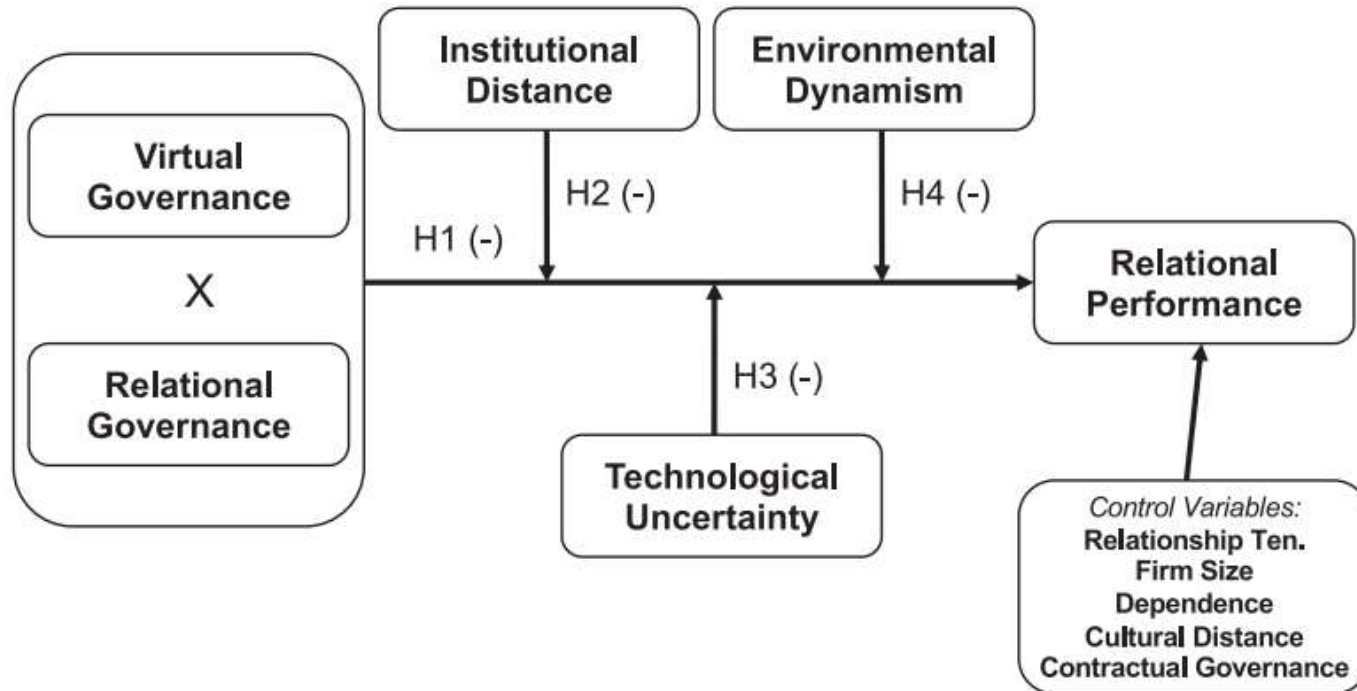 Institutional
Distance
Environmental
Dynamism
Virtual
Governance
H2 (-)
H4 (-)
H1 (-)
X
Relational
Performance
Relational
Governance
H3 (-)
Technological
Uncertainty
Control Variables:
Relationship Ten.
Firm Size
Dependence
Cultural Distance
Contractual Governance